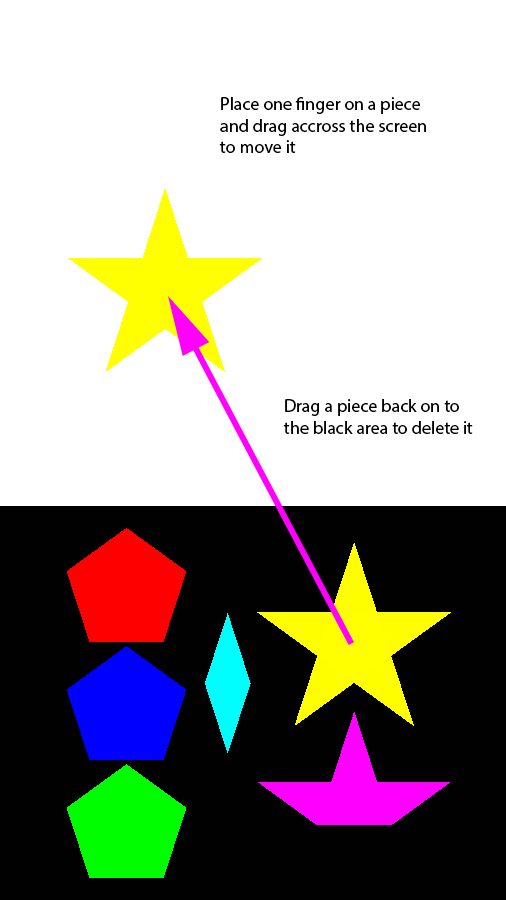 Place one finger on a piece
and drag accross the screen
to move it
Drag a piece back on to
the black area to delete it